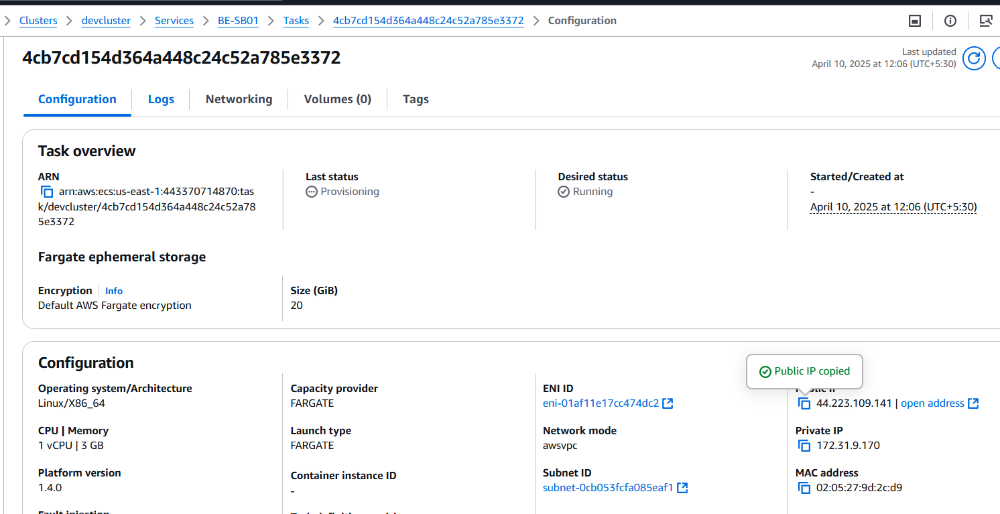 Clusters > devcluster > Services > BE-SB01 > Tasks > 4cb7cd154d364a448c24c52a785e3372 > Configuration
4cb7cd154d364a448c24c52a785e3372
Last updated
April 10, 2025 at 12:06 (UTC+5:30)
Configuration Logs Networking Volumes (0) Tags
Task overview
ARN
arn:aws:ecs:us-east-1:443370714870:tas
k/devcluster/4cb7cd154d364a448c24c52a78
5e3372
Last status
Provisioning
Desired status
Running
Started/Created at
-
April 10, 2025 at 12:06 (UTC+5:30)
Fargate ephemeral storage
Encryption Info
Default AWS Fargate encryption
Size (GiB)
20
Configuration
Public IP copied
Operating system/Architecture
Linux/X86_64
CPU | Memory
1 vCPU | 3 GB
Platform version
1.4.0
Capacity provider
FARGATE
Launch type
FARGATE
Container instance ID
-
ENI ID
eni-01af11e17cc474dc2
Network mode
awsvpc
Subnet ID
subnet-0cb053fcfa085eaf1
Public IP
44.223.109.141 | open address
Private IP
172.31.9.170
MAC address
02:05:27:9d:2c:d9